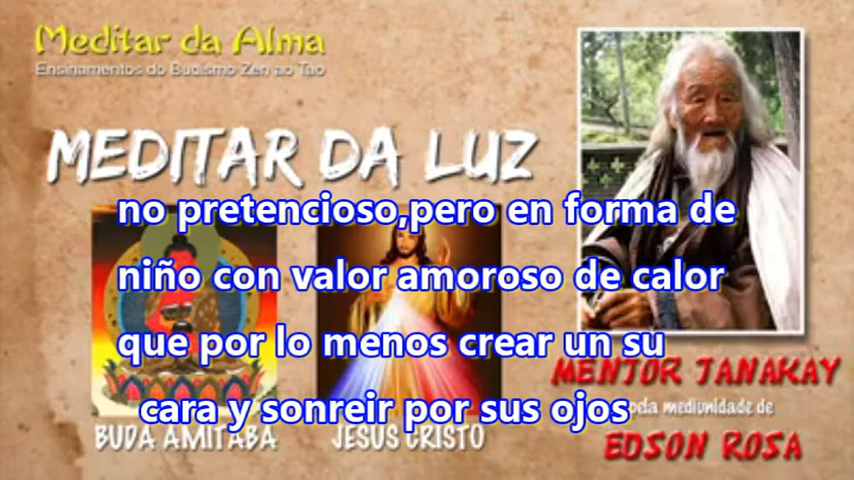 Meditar da Alma
Ensinamentos do Budismo Zen ao Tao
MEDITAR DA LUZ
no pretencioso,pero en forma de
niño con valor amoroso de calor
que por lo menos crear un su
cara y sonreir por sus ojos
BUDA AMITABA
JESUS CRISTO
MENTOR JANAKAY
pela mediunidade de
EDSON ROSA